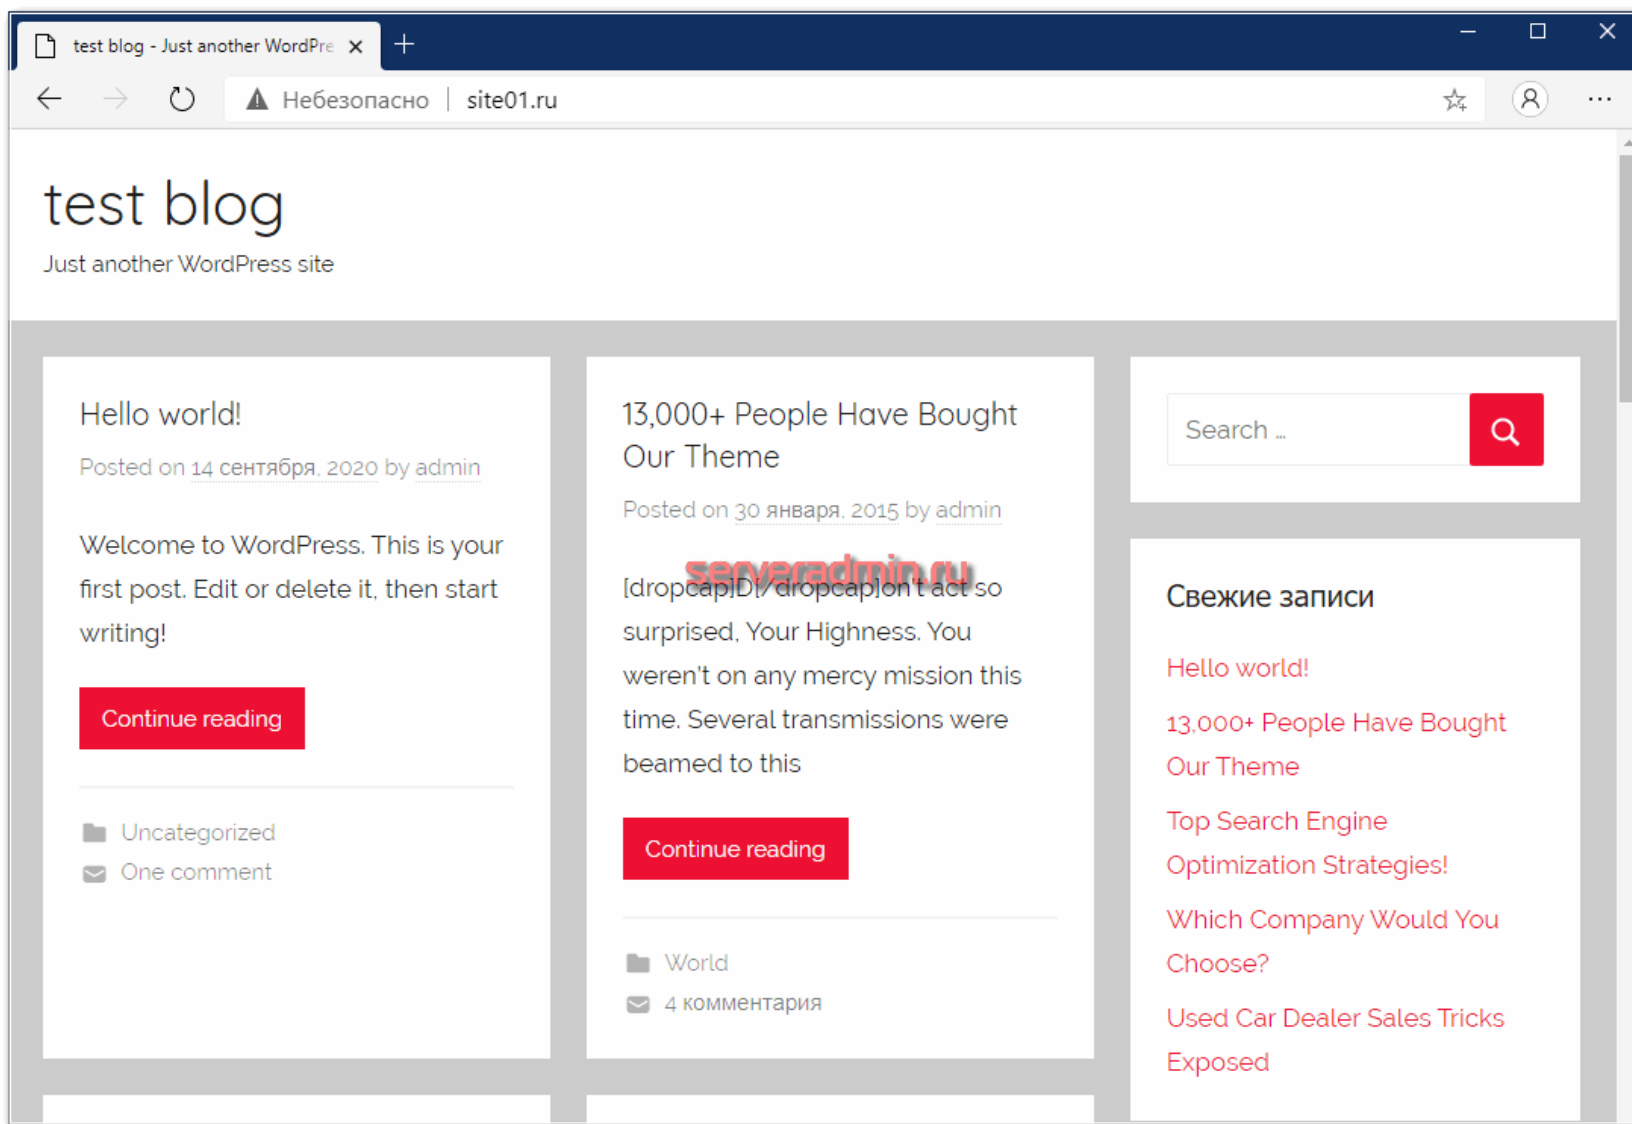 test blog - Just another WordPre
Небезопасно | site01.ru
test blog
Just another WordPress site
Hello world!
Posted on 14 сентября, 2020 by admin
Welcome to WordPress. This is your
first post. Edit or delete it, then start
writing!
Continue reading
Uncategorized
One comment
13,000+ People Have Bought
Our Theme
Posted on 30 января, 2015 by admin
serveradmin.ru
[dropcap]D[/dropcap]on't act so
surprised, Your Highness. You
weren't on any mercy mission this
time. Several transmissions were
beamed to this
Continue reading
World
4 комментария
Search ...
Свежие записи
Hello world!
13,000+ People Have Bought
Our Theme
Top Search Engine
Optimization Strategies!
Which Company Would You
Choose?
Used Car Dealer Sales Tricks
Exposed